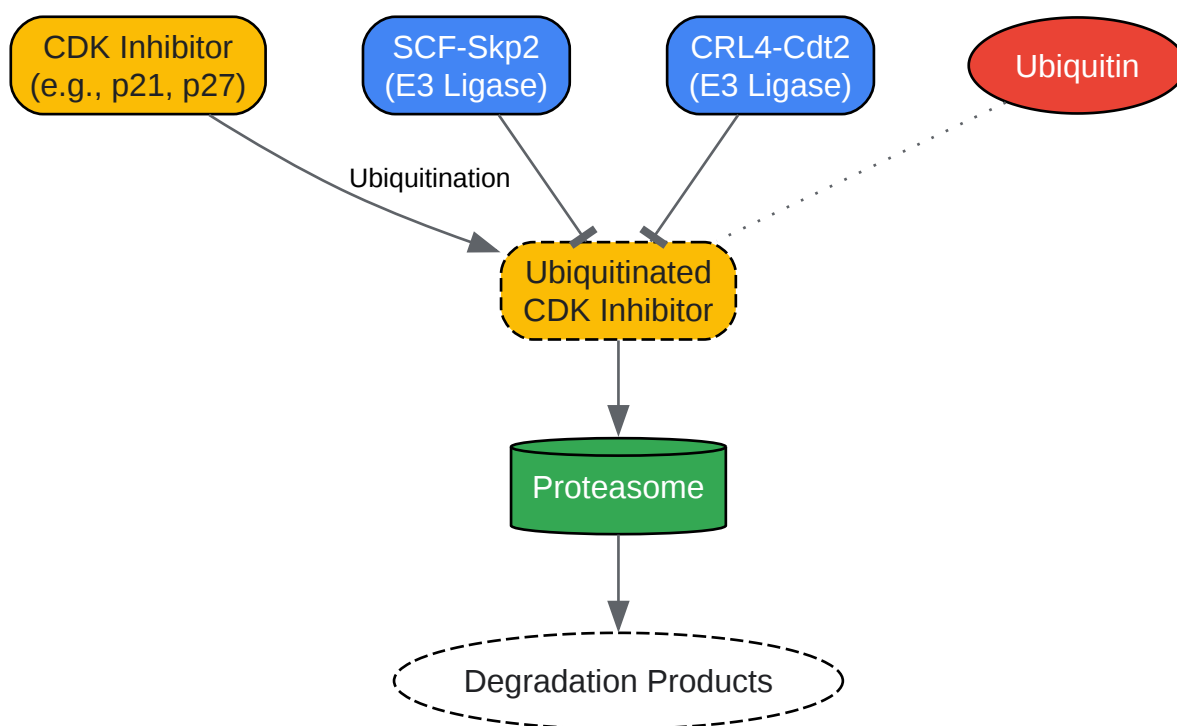 CDK Inhibitor
(e.g., p21, p27)
SCF-Skp2
(E3 Ligase)
CRL4-Cdt2
(E3 Ligase)
Ubiquitin
Ubiquitination
Ubiquitinated
CDK Inhibitor
Proteasome
Degradation Products